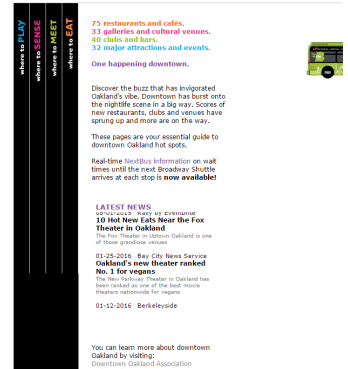 where to PLAY
where to SENSE
where to MEET
where to EAT
75 restaurants and cafés.
33 galleries and cultural venues.
40 clubs and bars.
32 major attractions and events.
One happening downtown.
Discover the buzz that has invigorated
Oakland's vibe. Downtown has burst onto
the nightlife scene in a big way. Scores of
new restaurants, clubs and venues have
sprung up and more are on the way.
These pages are your essential guide to
downtown Oakland hot spots.
Real-time NextBus information on wait
times until the next Broadway Shuttle
arrives at each stop is now available!
LATEST NEWS
08-01-2015 Rally by Eventbrite
10 Hot New Eats Near the Fox
Theater in Oakland
The Fox Theater in Uptown Oakland is one
of those grandiose venues
01-25-2016 Bay City News Service
Oakland's new theater ranked
No. 1 for vegans
The New Parkway Theater in Oakland has
been ranked as one of the best movie
theaters nationwide for vegans
01-12-2016 Berkeleyside
You can learn more about downtown
Oakland by visiting:
Downtown Oakland Association